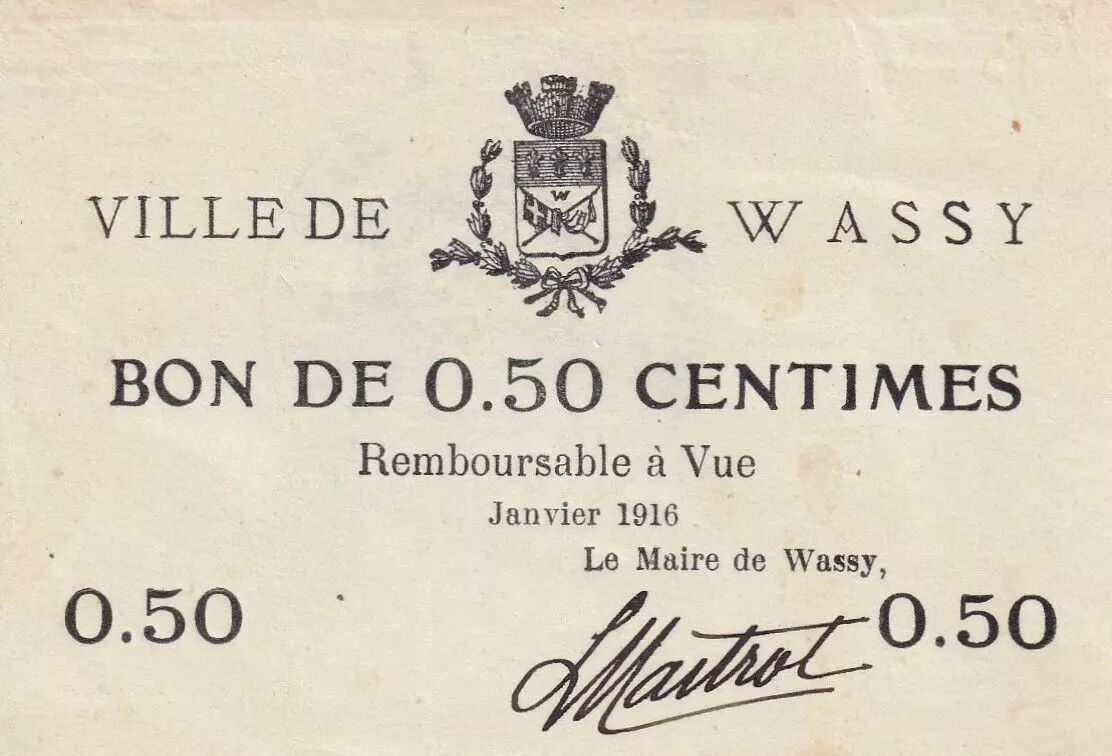 VILLE DE WASSY
W
BON DE 0.50 CENTIMES
Remboursable à Vue
Janvier 1916
Le Maire de Wassy,
0.50 0.50
LMaitrot